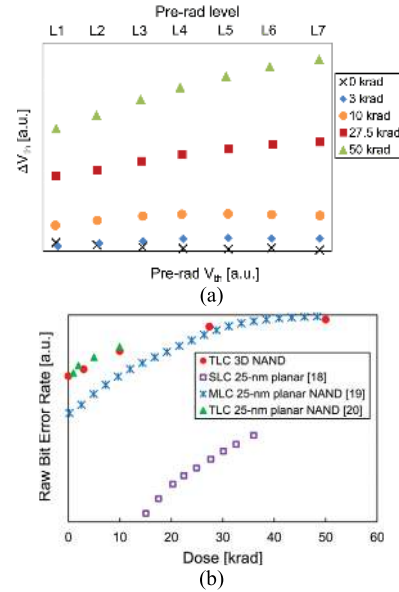 Pre-rad level
L1 L2 L3 L4 L5 L6 L7
ΔVth [a.u.]
0 krad
3 krad
10 krad
27.5 krad
50 krad
Pre-rad Vth [a.u.]
(a)
Raw Bit Error Rate [a.u.]
TLC 3D NAND
SLC 25-nm planar [18]
MLC 25-nm planar NAND [19]
TLC 25-nm planar NAND [20]
0 10 20 30 40 50 60
Dose [krad]
(b)